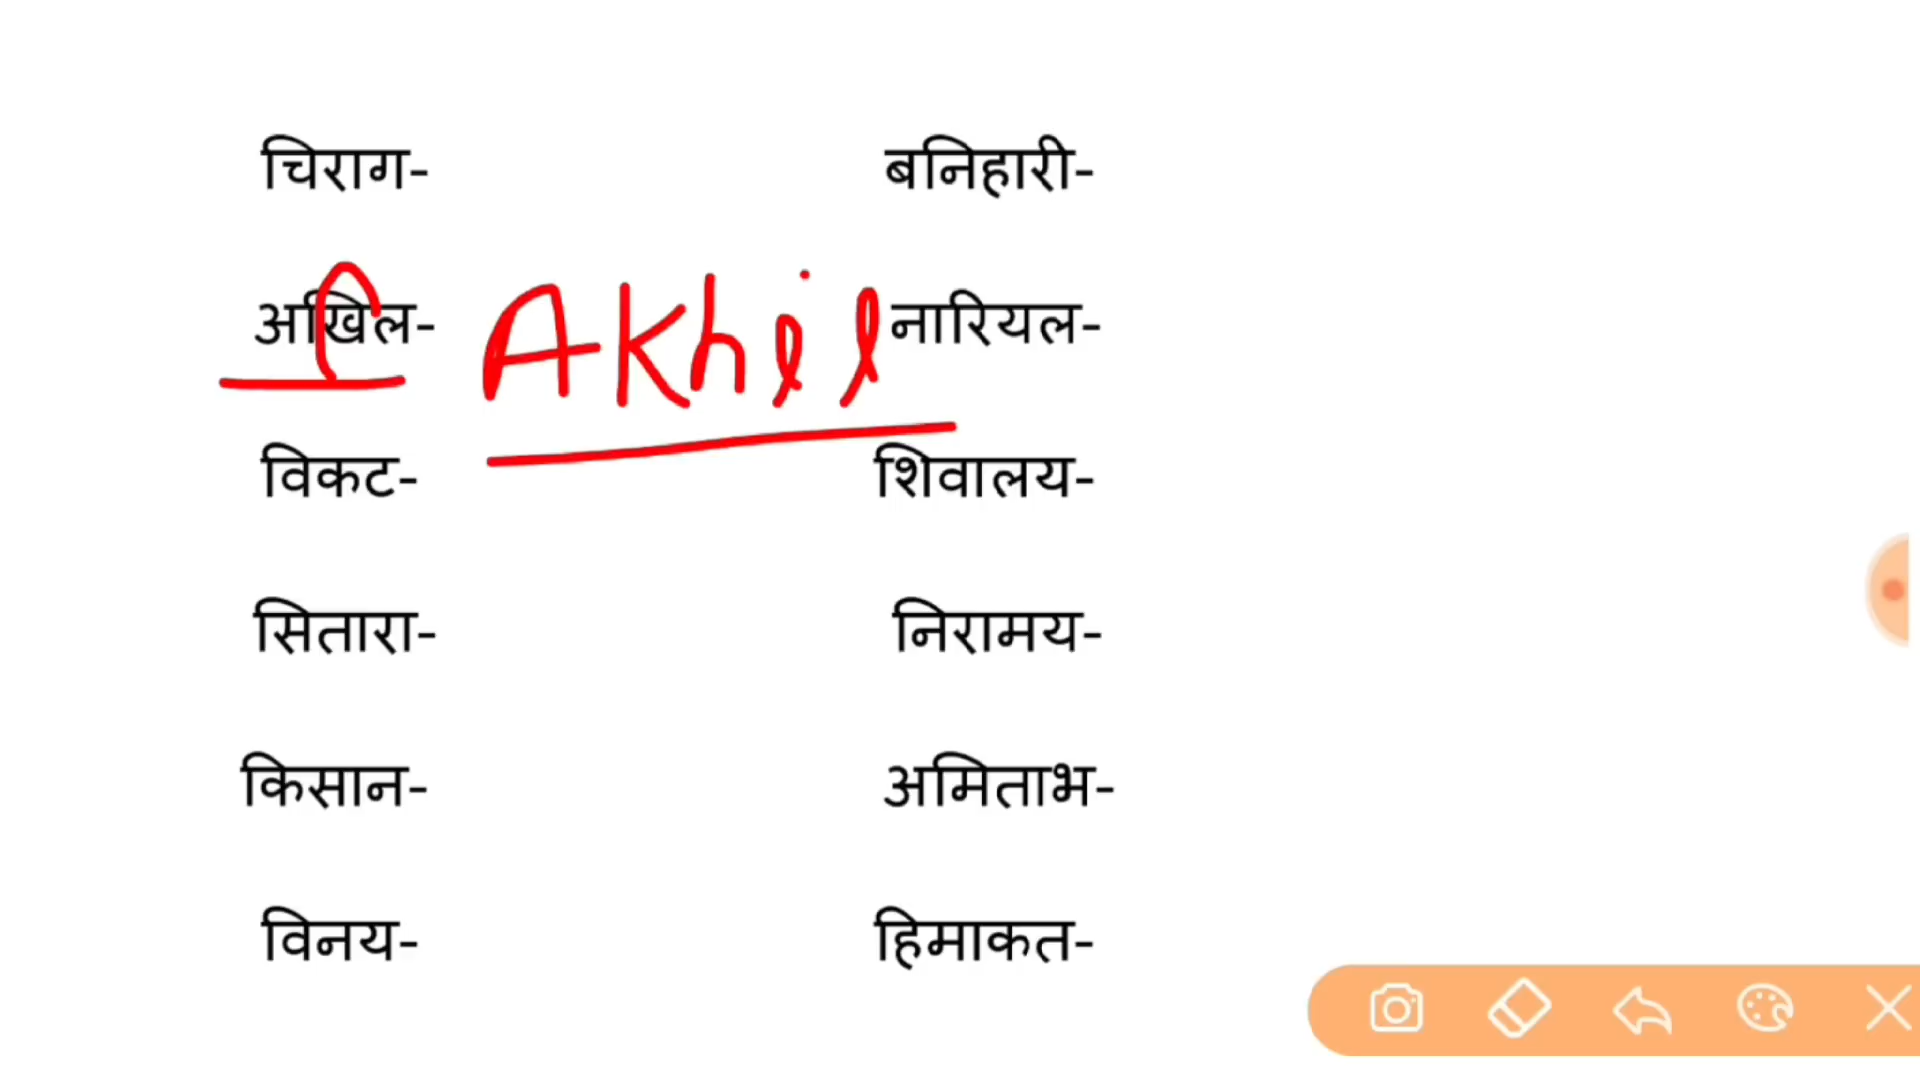 चिराग-
बनिहारी-
अखिल-
Akhil
नारियल-
विकट-
शिवालय-
सितारा-
निरामय-
किसान-
अमिताभ-
विनय-
हिमाकत-